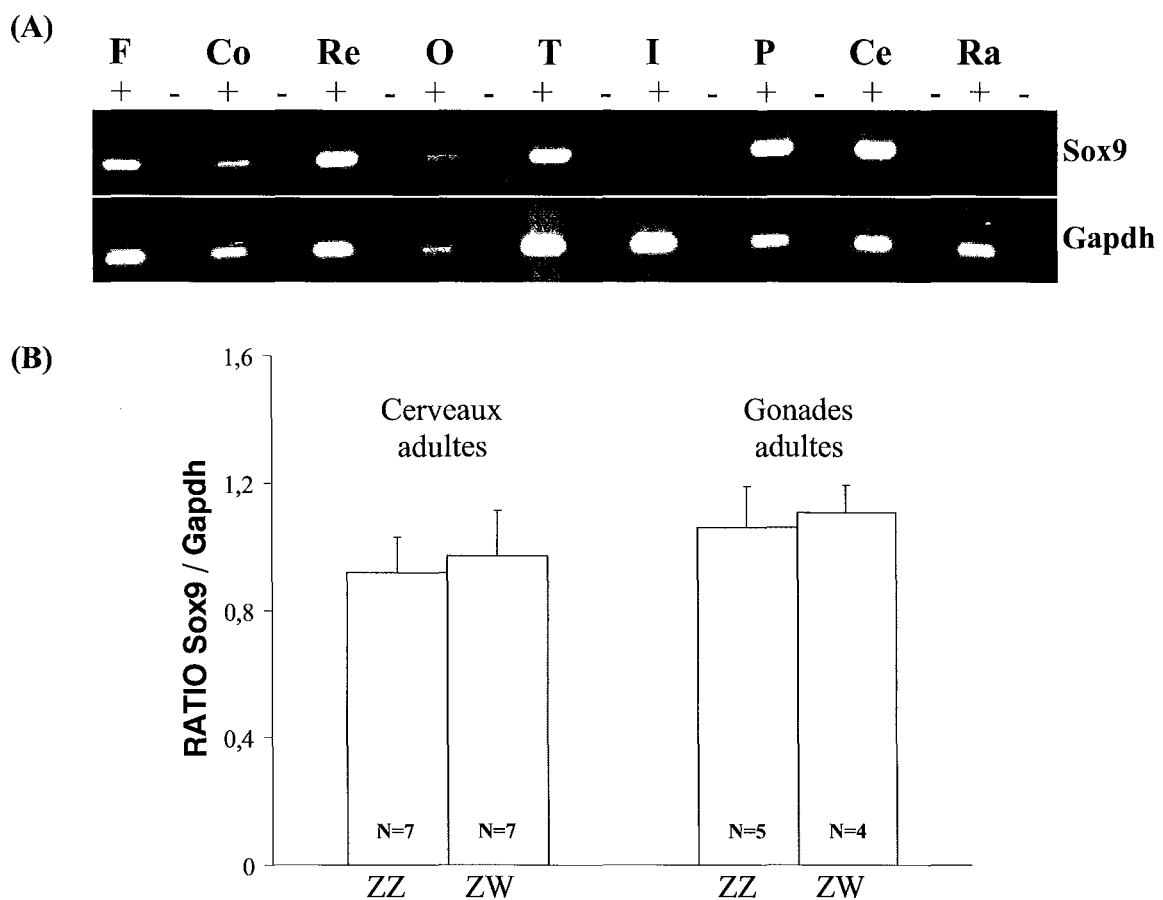 (A)
F Co Re O T I P Ce Ra
+ - + - + - + - + - + - + - + - + -
Sox9
Gapdh
(B)
1,6
1,2
0,8
0,4
0
RATIO Sox9 / Gapdh
Cerveaux
adultes
Gonades
adultes
N=7 N=7 N=5 N=4
ZZ ZW ZZ ZW